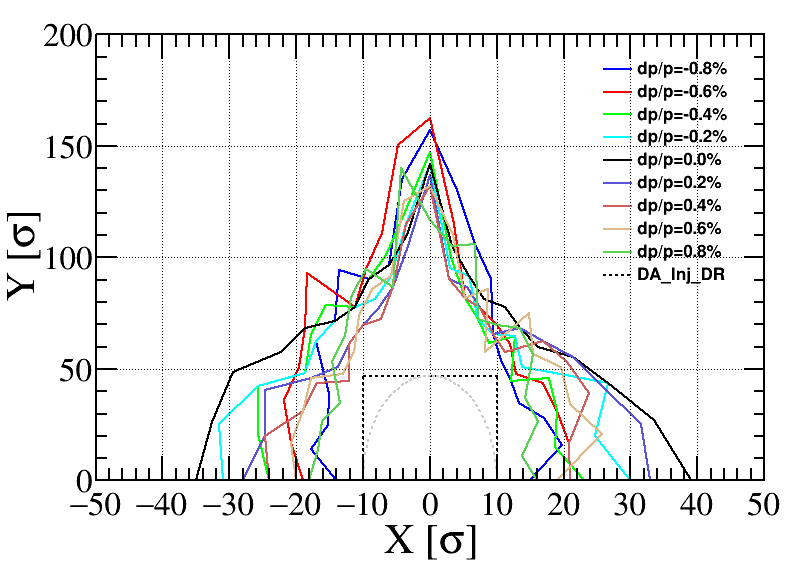 200
150
100
50
0
Y [σ]
dp/p=-0.8%
dp/p=-0.6%
dp/p=-0.4%
dp/p=-0.2%
dp/p=0.0%
dp/p=0.2%
dp/p=0.4%
dp/p=0.6%
dp/p=0.8%
DA_Inj_DR
−50 −40 −30 −20 −10 0 10 20 30 40 50
X [σ]